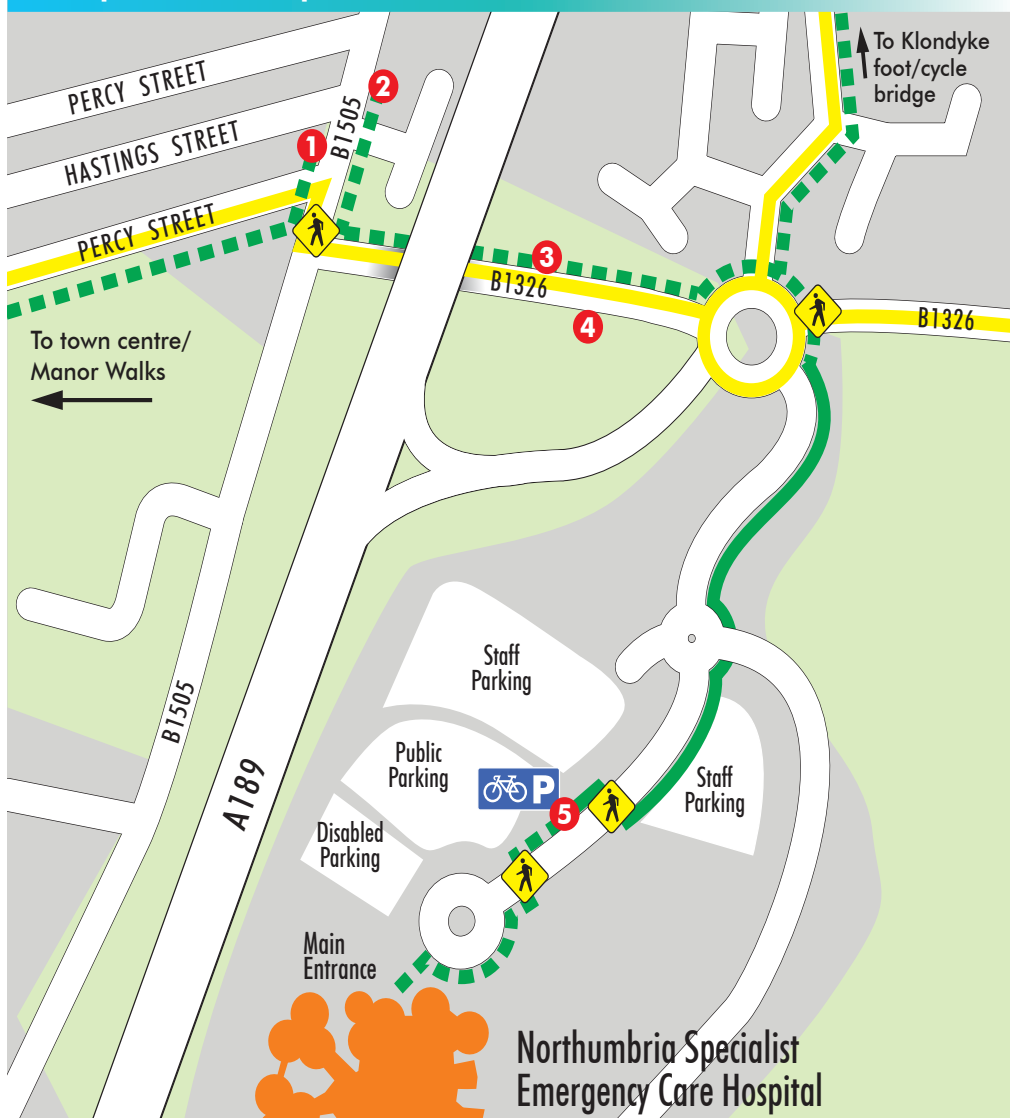 To Klondyke
foot/cycle
bridge
PERCY STREET
2
B1505
1
HASTINGS STREET
PERCY STREET
3
B1326
4
B1326
To town centre/
Manor Walks
Staff
Parking
B1505
A189
Public
Parking
P
5
Staff
Parking
Disabled
Parking
Main
Entrance
Northumbria Specialist
Emergency Care Hospital